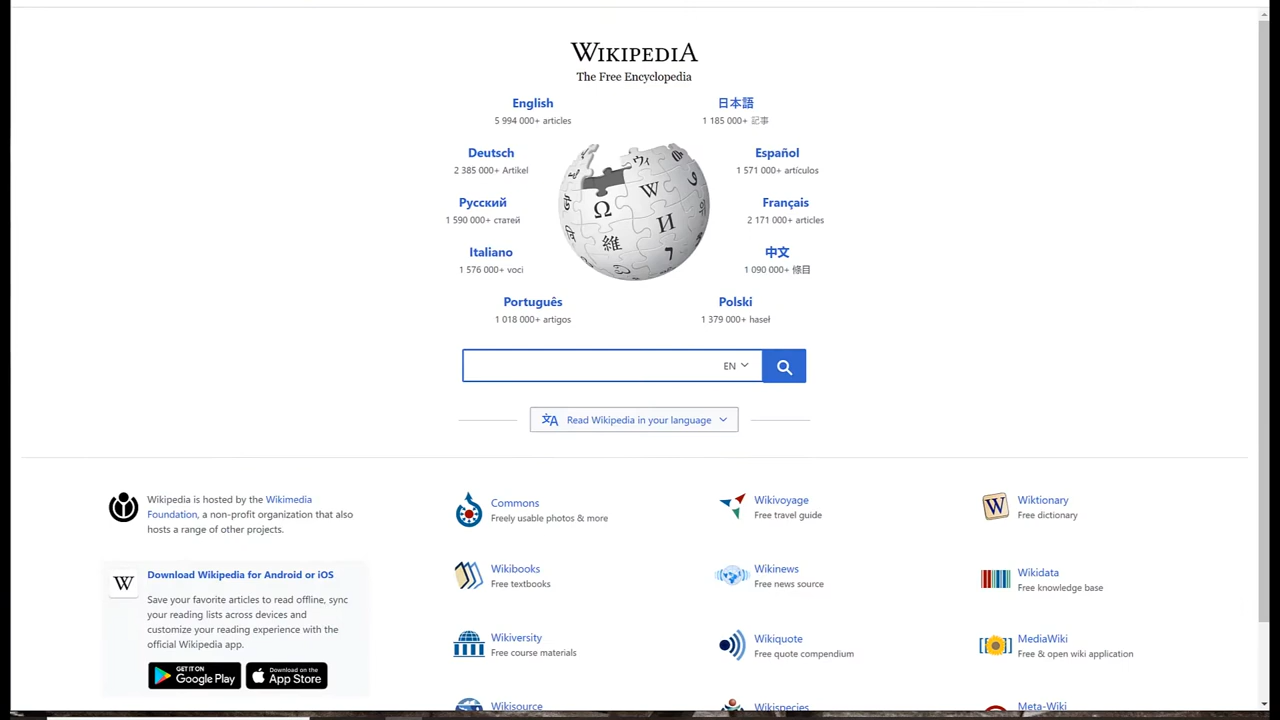 WIKIPEDIA
The Free Encyclopedia
English
5 994 000+ articles
日本語
1 185 000+ 記事
Deutsch
2 385 000+ Artikel
Español
1 571 000+ artículos
Русский
1 590 000+ статей
Français
2 171 000+ articles
Italiano
1 576 000+ voci
中文
1 090 000+ 條目
Português
1 018 000+ artigos
Polski
1 379 000+ haseł
Ω
W
И
維
7
ウィ
EN
Read Wikipedia in your language
Wikipedia is hosted by the Wikimedia
Foundation, a non-profit organization that also
hosts a range of other projects.
W
Download Wikipedia for Android or iOS
Save your favorite articles to read offline, sync
your reading lists across devices and
customize your reading experience with the
official Wikipedia app.
GET IT ON
Google Play
Download on the
App Store
Commons
Freely usable photos & more
Wikivoyage
Free travel guide
W
Wiktionary
Free dictionary
Wikibooks
Free textbooks
Wikinews
Free news source
Wikidata
Free knowledge base
Wikiversity
Free course materials
Wikiquote
Free quote compendium
MediaWiki
Free & open wiki application
Wikisource
Wikispecies
Meta-Wiki